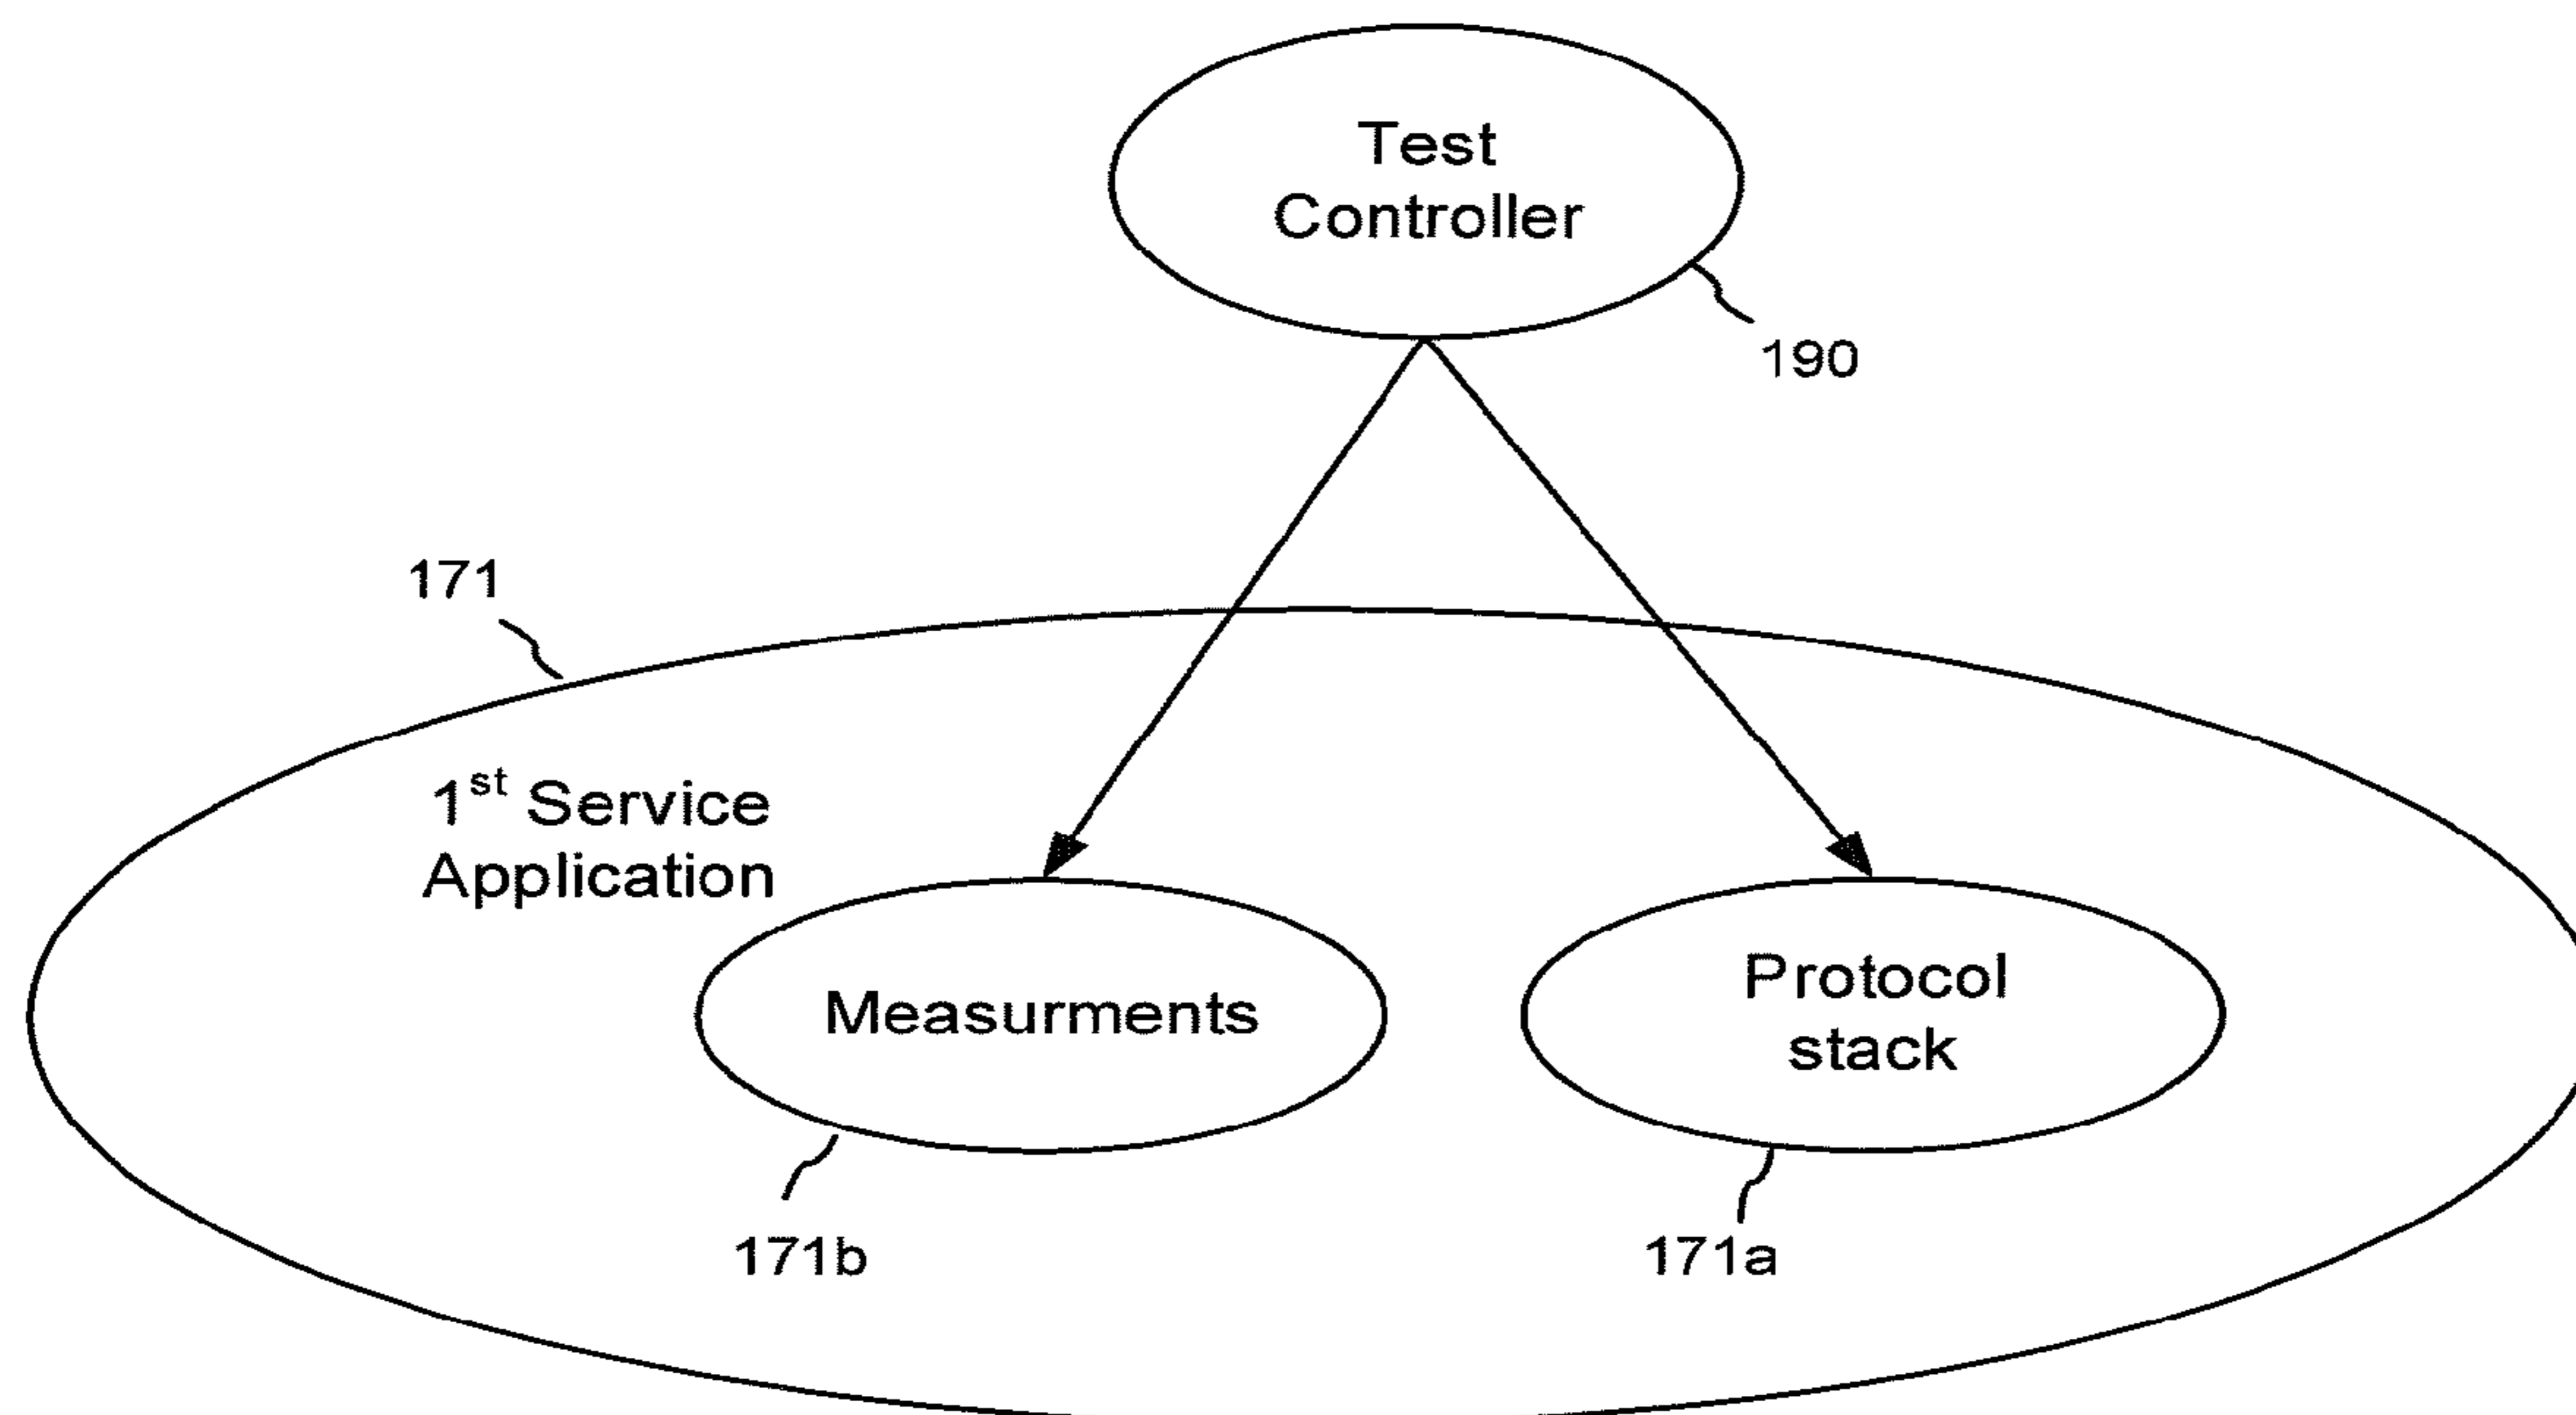 Test
Controller
190
171
1st Service
Application
Measurments
Protocol
stack
171b
171a